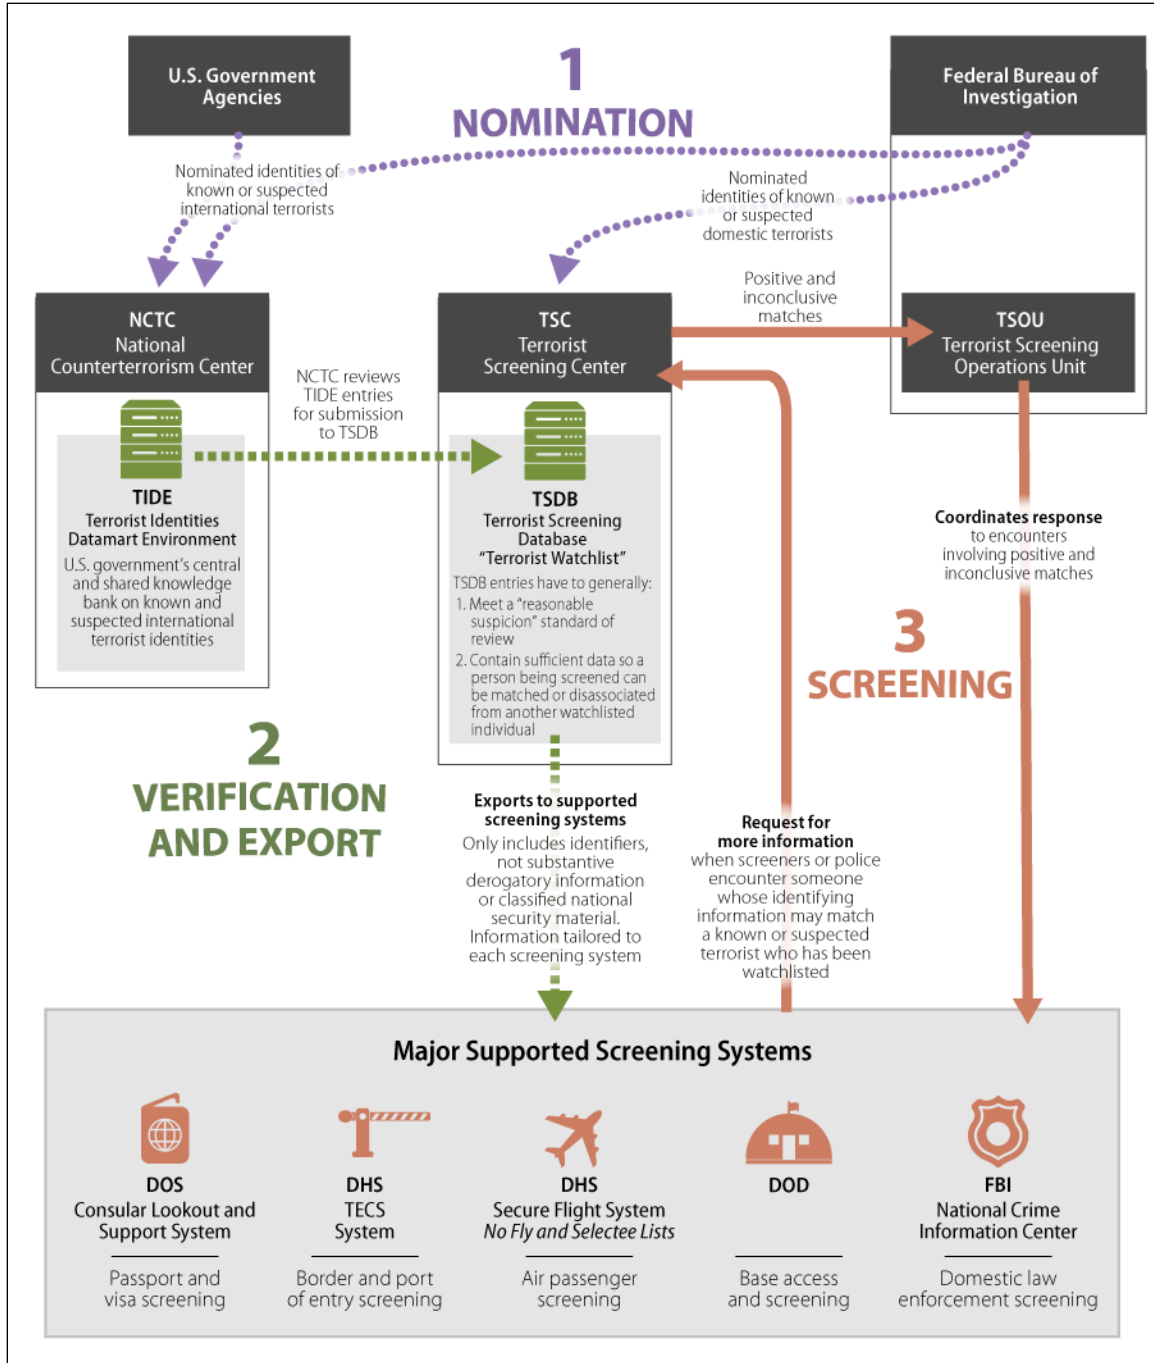 U.S. Government
Agencies
1
NOMINATION
Federal Bureau of
Investigation
Nominated identities of
known or suspected
international terrorists
Nominated
identities of known
or suspected
domestic terrorists
NCTC
National
Counterterrorism Center
NCTC reviews
TIDE entries
for submission
to TSDB
TSC
Terrorist
Screening Center
Positive and
inconclusive
matches
TSOU
Terrorist Screening
Operations Unit
TIDE
Terrorist Identities
Datamart Environment
U.S. government's central
and shared knowledge
bank on known and
suspected international
terrorist identities
TSDB
Terrorist Screening
Database
“Terrorist Watchlist”
TSDB entries have to generally:
1. Meet a “reasonable
suspicion” standard of
review
2. Contain sufficient data so a
person being screened can
be matched or disassociated
from another watchlisted
individual
Coordinates response
to encounters
involving positive and
inconclusive matches
2
VERIFICATION
AND EXPORT
3
SCREENING
Exports to supported
screening systems
Only includes identifiers,
not substantive
derogatory information
or classified national
security material.
Information tailored to
each screening system
Request for
more information
when screeners or police
encounter someone
whose identifying
information may match
a known or suspected
terrorist who has been
watchlisted
Major Supported Screening Systems
DOS
Consular Lookout and
Support System
Passport and
visa screening
DHS
TECS
System
Border and port
of entry screening
DHS
Secure Flight System
No Fly and Selectee Lists
Air passenger
screening
DOD
Base access
and screening
FBI
National Crime
Information Center
Domestic law
enforcement screening